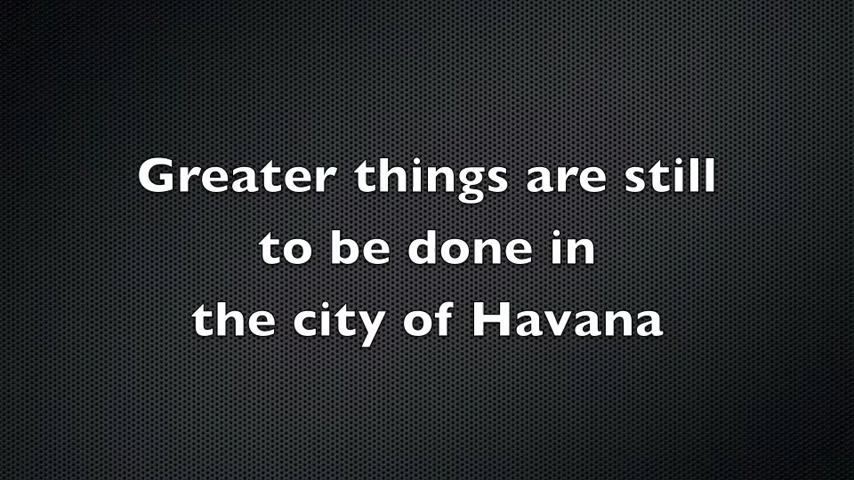 Greater things are still
to be done in
the city of Havana